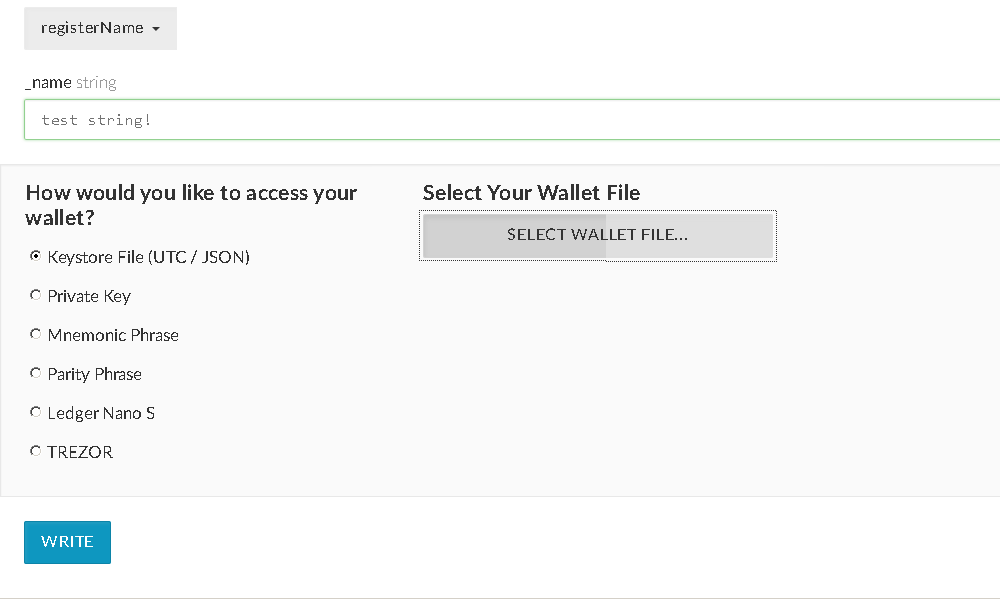 registerName
_name string
test string!
How would you like to access your
wallet?
Select Your Wallet File
SELECT WALLET FILE...
Keystore File (UTC / JSON)
Private Key
Mnemonic Phrase
Parity Phrase
Ledger Nano S
TREZOR
WRITE